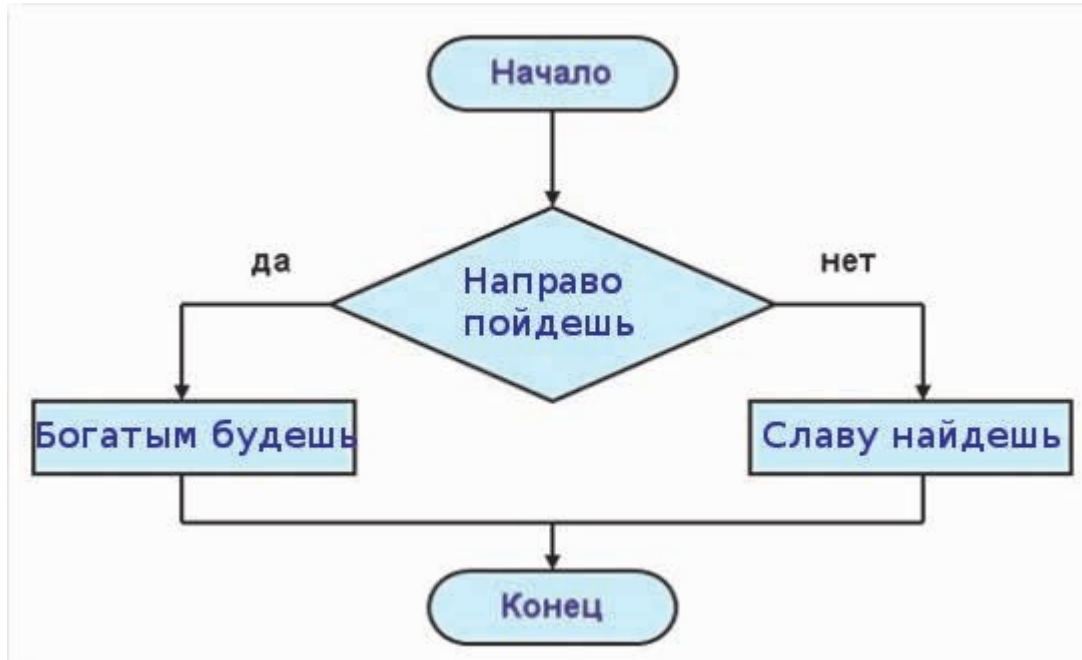 Начало
да
нет
Направо
пойдешь
Богатым будешь
Славу найдешь
Конец